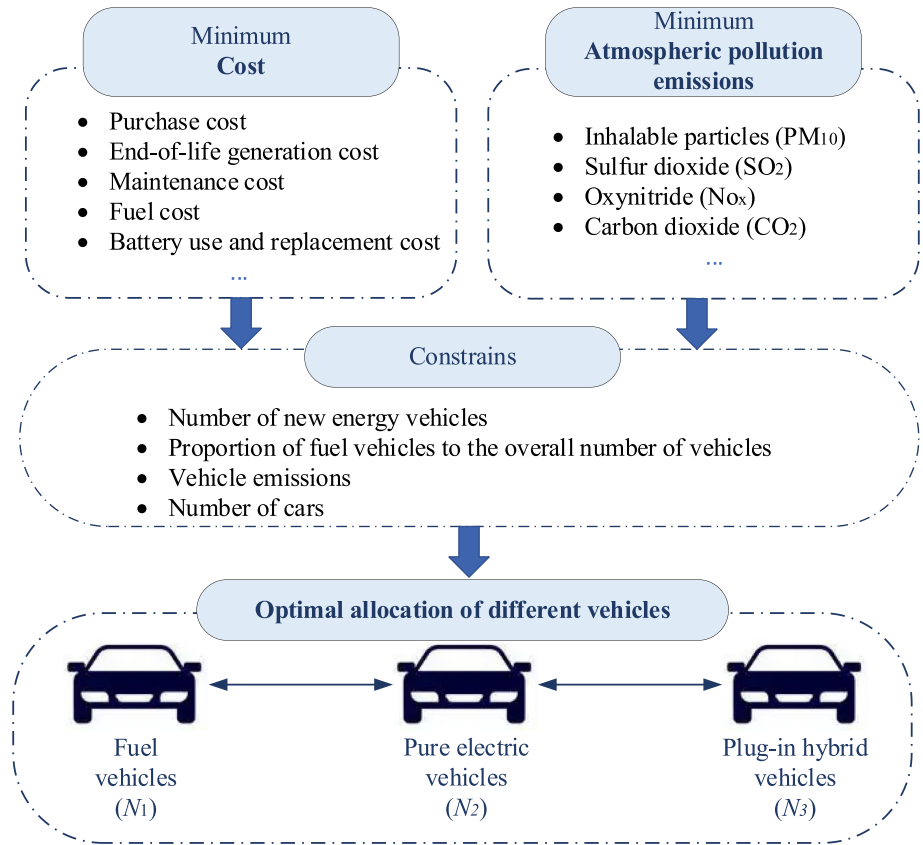 Minimum
Cost
• Purchase cost
• End-of-life generation cost
• Maintenance cost
• Fuel cost
• Battery use and replacement cost
...
Minimum
Atmospheric pollution
emissions
• Inhalable particles (PM10)
• Sulfur dioxide (SO2)
• Oxynitride (Nox)
• Carbon dioxide (CO2)
...
Constrains
• Number of new energy vehicles
• Proportion of fuel vehicles to the overall number of vehicles
• Vehicle emissions
• Number of cars
Optimal allocation of different vehicles
Fuel
vehicles
(N1)
Pure electric
vehicles
(N2)
Plug-in hybrid
vehicles
(N3)